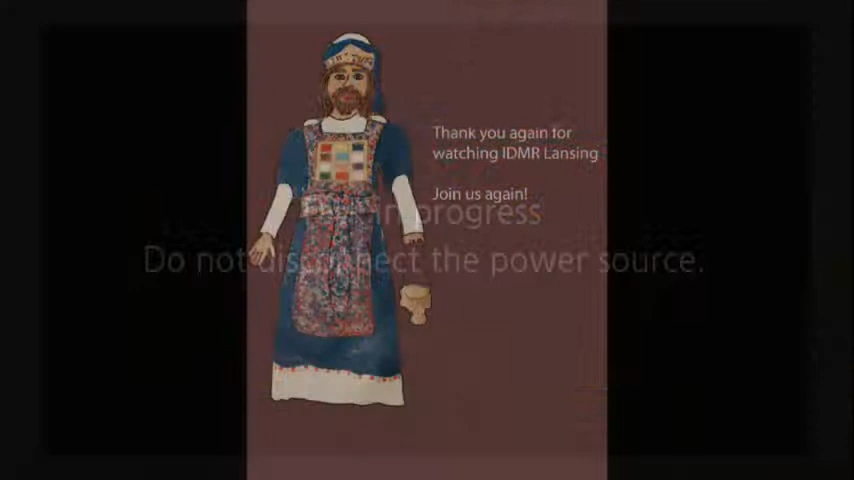 Thank you again for
watching IDMR Lansing
Join us again!
in progress
Do not disconnect the power source.